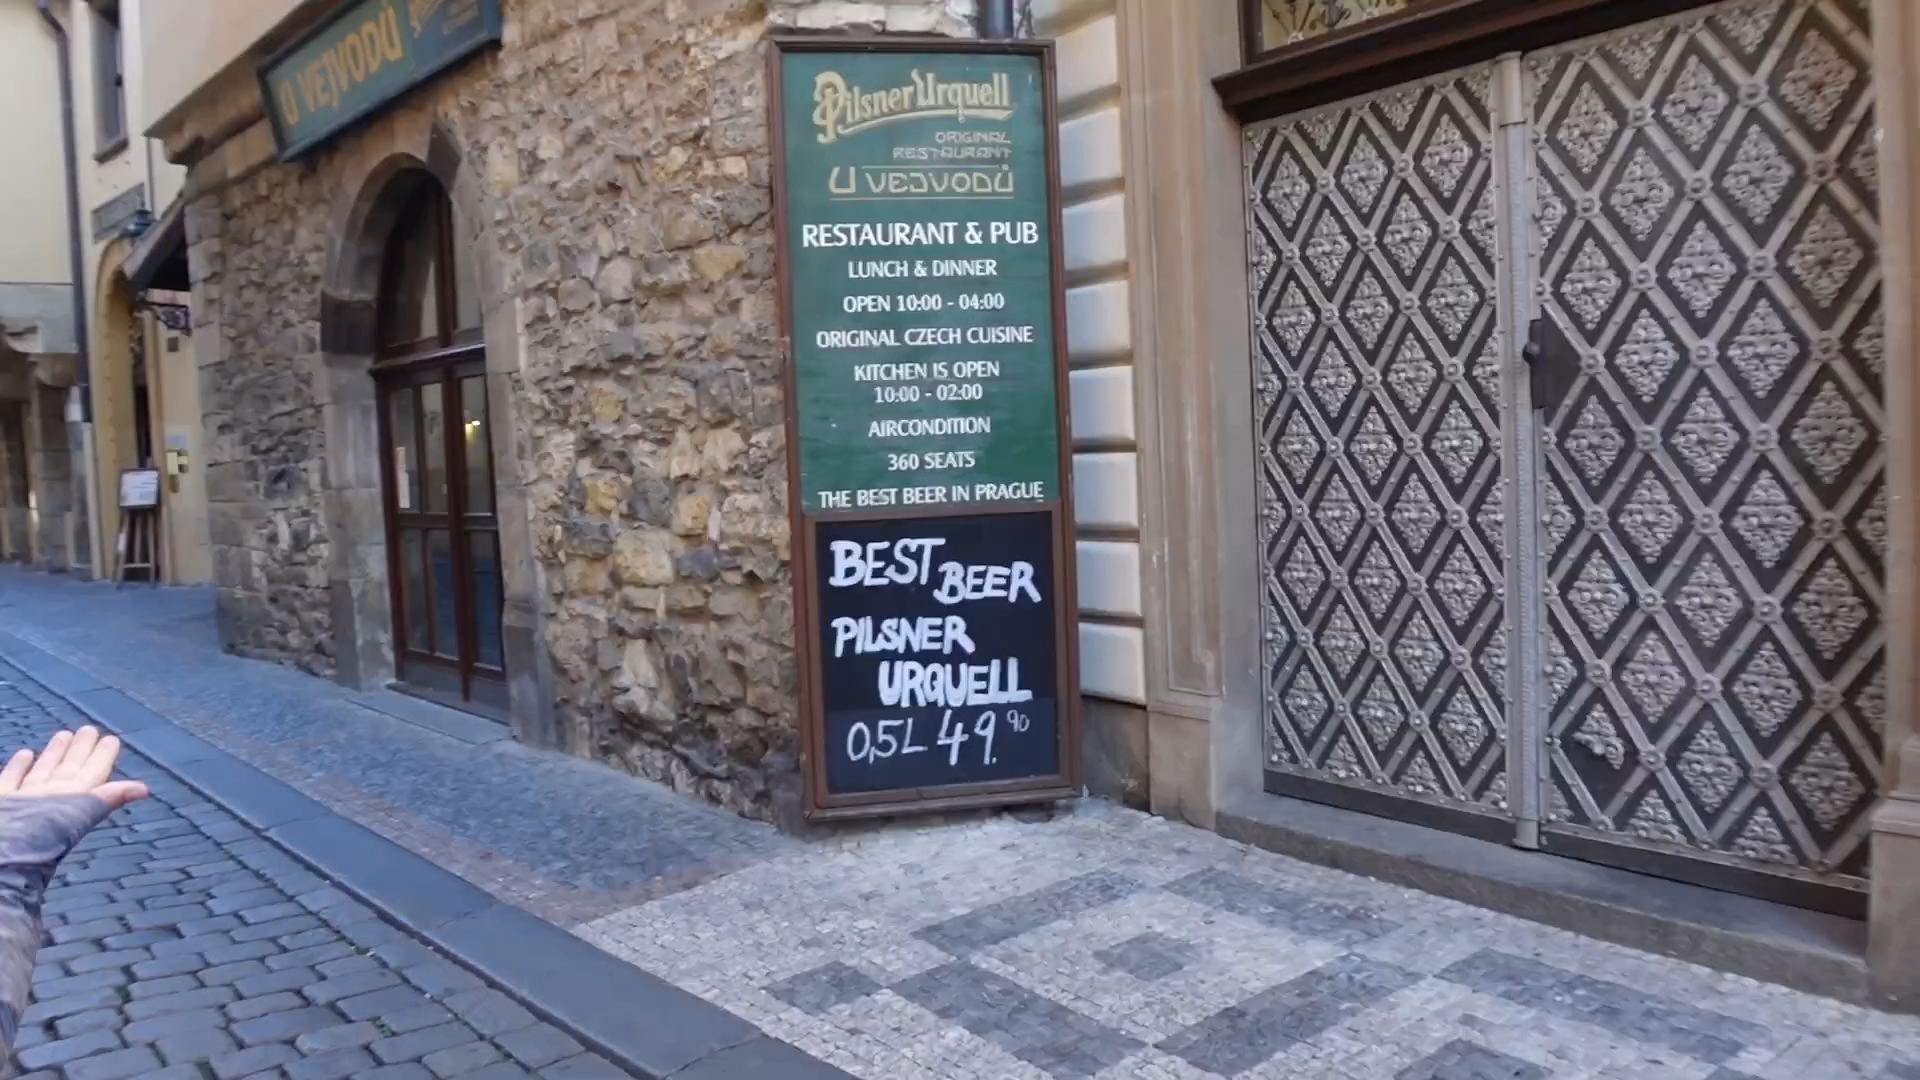 U VEJVODŮ
Pilsner Urquell
ORIGINAL
RESTAURANT
U VEJVODŮ
RESTAURANT & PUB
LUNCH & DINNER
OPEN 10:00 - 04:00
ORIGINAL CZECH CUISINE
KITCHEN IS OPEN
10:00 - 02:00
AIRCONDITION
360 SEATS
THE BEST BEER IN PRAGUE
BEST BEER
PILSNER
URQUELL
0,5L 49.90